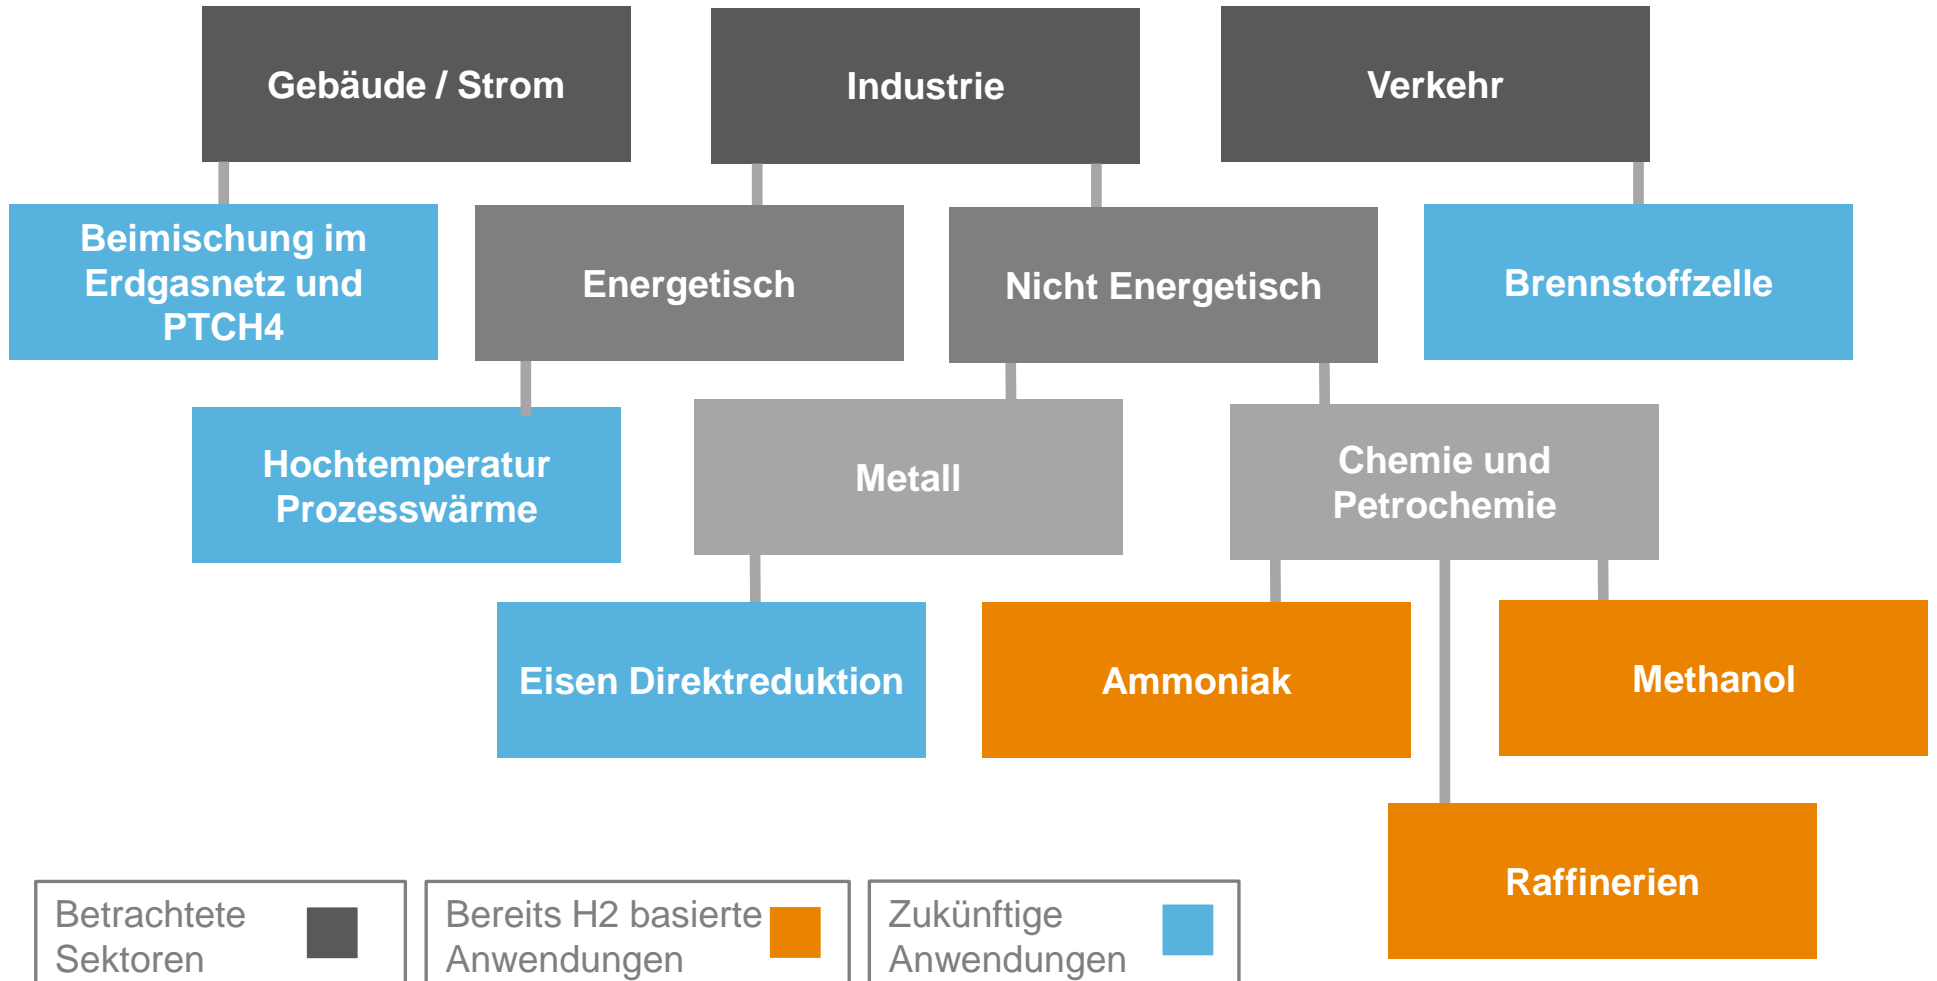 Gebäude / Strom
Industrie
Verkehr
Beimischung im
Erdgasnetz und
PTCH4
Energetisch
Nicht Energetisch
Brennstoffzelle
Hochtemperatur
Prozesswärme
Metall
Chemie und
Petrochemie
Eisen Direktreduktion
Ammoniak
Methanol
Raffinerien
Betrachtete
Sektoren
Bereits H2 basierte
Anwendungen
Zukünftige
Anwendungen